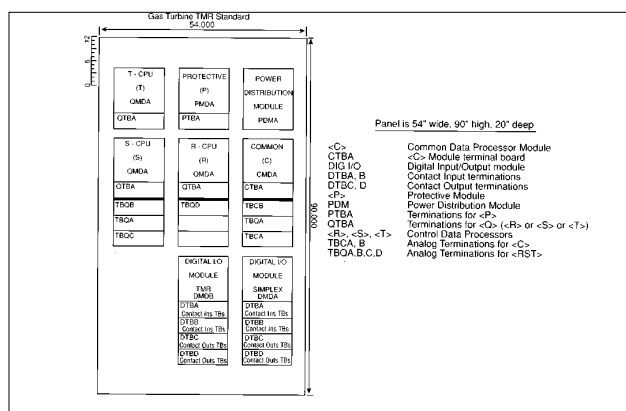 Gas Turbine TMR Standard
54.000
12
0
T - CPU
(T)
QMDA
QTBA
PROTECTIVE
(P)
PMDA
PTBA
POWER
DISTRIBUTION
MODULE
PDMA
S - CPU
(S)
QMDA
QTBA
TBQB
TBQA
TBQC
R - CPU
(R)
QMDA
QTBA
TBQD
COMMON
(C)
CMDA
CTBA
TBCB
TBCA
90.000
DIGITAL I.O
MODULE
TMR
DMDB
DTBA
Contact Ins TBs
DTBB
Contact Ins TBs
DTBC
Contact Outs TBs
DTBD
Contact Outs TBs
DIGITAL I/O
MODULE
SIMPLEX
DMDA
DTBA
Contact Ins TBs
DTBB
Contact Ins TBs
DTBC
Contact Outs TBs
DTBD
Contact Outs TBs
Panel is 54" wide, 90" high, 20" deep
<C> Common Data Processor Module
CTBA <C> Module terminal board
DIG I/O Digital Input/Output module
DTBA, B Contact Input terminations
DTBC, D Contact Output terminations
<P> Protective Module
PDM Power Distribution Module
PTBA Terminations for <P>
QTBA Terminations for <Q> (<R> or <S> or <T>)
<R>, <S>, <T> Control Data Processors
TBCA, B Analog Terminations for <C>
TBQA,B,C,D Analog Terminations for <RST>